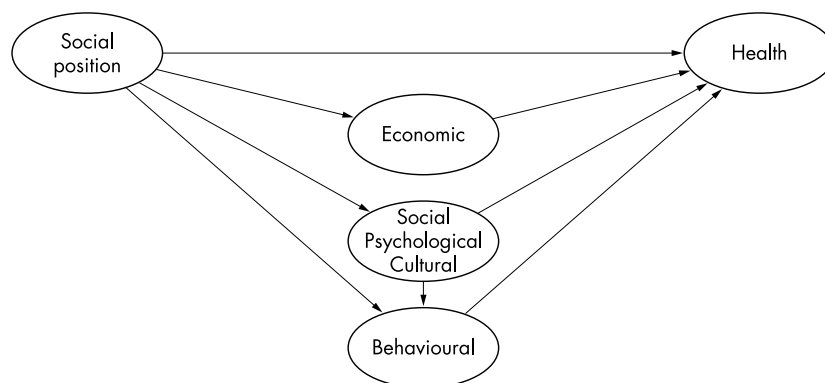 Social
position
Health
Economic
Social
Psychological
Cultural
Behavioural